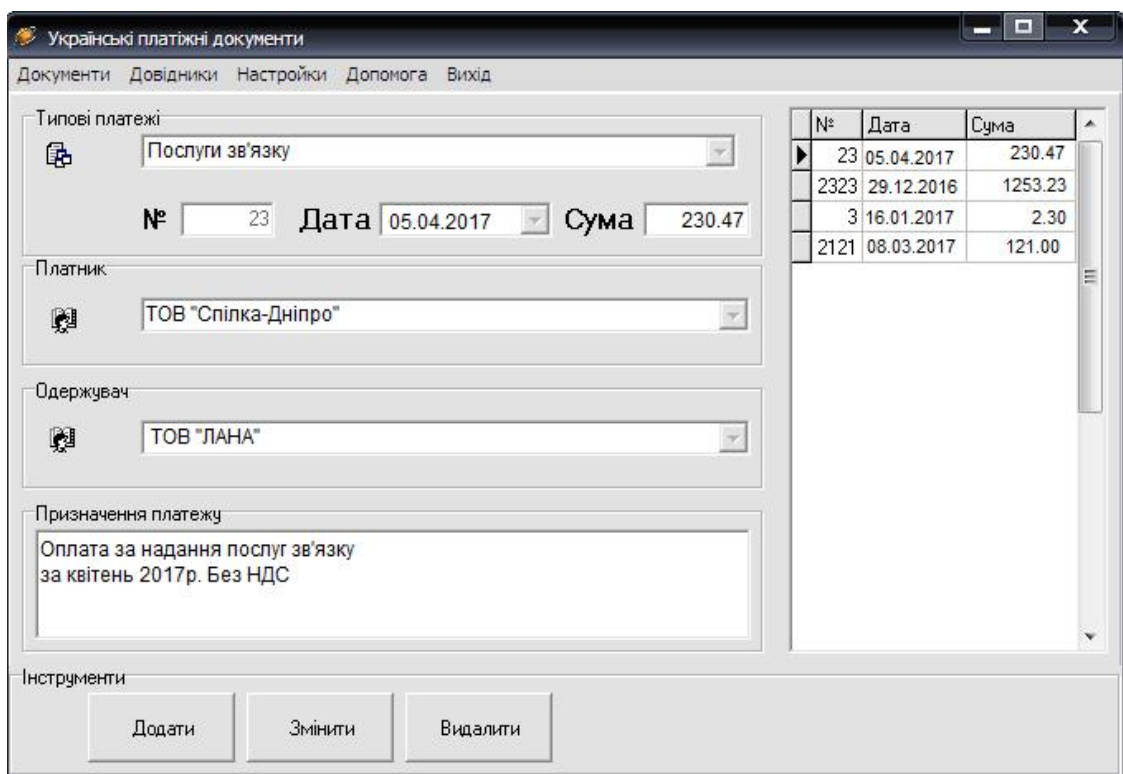 Українські платіжні документи
Документи Довідники Настройки Допомога Вихід
Типові платежі
Послуги зв'язку
№ 23 Дата 05.04.2017 Сума 230.47
Платник
ТОВ "Спілка-Дніпро"
Одержувач
ТОВ "ЛАНА"
Призначення платежу
Оплата за надання послуг зв'язку
за квітень 2017р. Без НДС
№ Дата Сума
23 05.04.2017 230.47
2323 29.12.2016 1253.23
3 16.01.2017 2.30
2121 08.03.2017 121.00
Інструменти
Додати Змінити Видалити